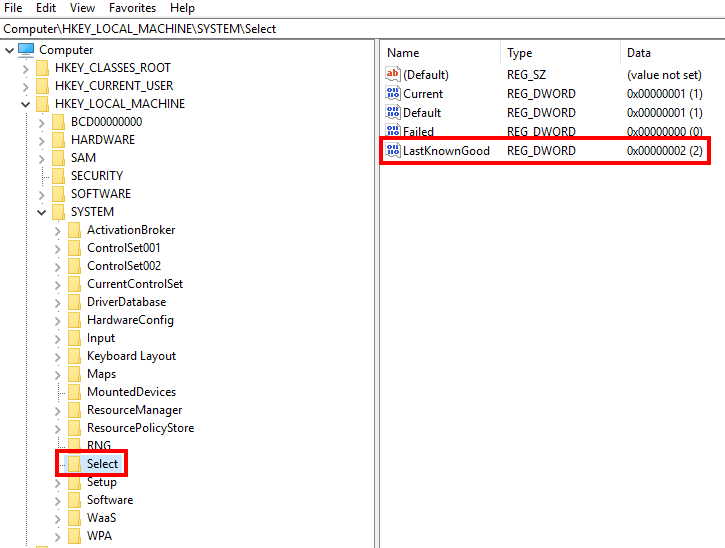 File Edit View Favorites Help
Computer\HKEY_LOCAL_MACHINE\SYSTEM\Select
Computer
HKEY_CLASSES_ROOT
HKEY_CURRENT_USER
HKEY_LOCAL_MACHINE
BCD00000000
HARDWARE
SAM
SECURITY
SOFTWARE
SYSTEM
ActivationBroker
ControlSet001
ControlSet002
CurrentControlSet
DriverDatabase
HardwareConfig
Input
Keyboard Layout
Maps
MountedDevices
ResourceManager
ResourcePolicyStore
RNG
Select
Setup
Software
WaaS
WPA
Name Type Data
ab (Default) REG_SZ (value not set)
Current REG_DWORD 0x00000001 (1)
Default REG_DWORD 0x00000001 (1)
Failed REG_DWORD 0x00000000 (0)
LastKnownGood REG_DWORD 0x00000002 (2)